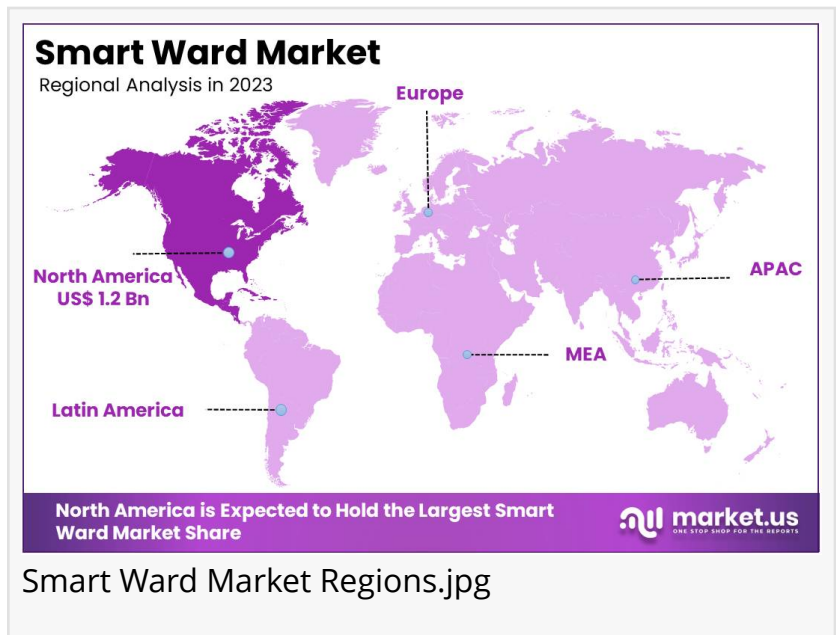 Smart Ward Market
Regional Analysis in 2023
Europe
North America
US$ 1.2 Bn
APAC
MEA
Latin America
North America is Expected to Hold the Largest Smart
Ward Market Share
market.us
ONE STOP SHOP FOR THE REPORTS
Smart Ward Market Regions.jpg